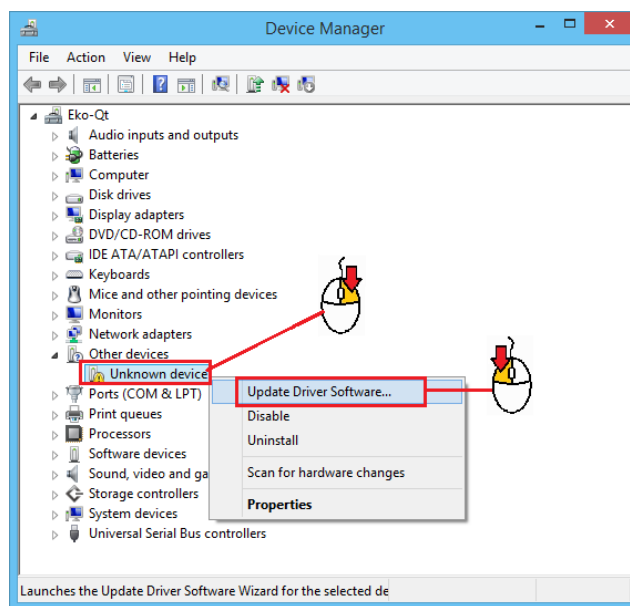 Device Manager
File Action View Help
Eko-Qt
Audio inputs and outputs
Batteries
Computer
Disk drives
Display adapters
DVD/CD-ROM drives
IDE ATA/ATAPI controllers
Keyboards
Mice and other pointing devices
Monitors
Network adapters
Other devices
Unknown device
Ports (COM & LPT)
Print queues
Processors
Software devices
Sound, video and ga
Storage controllers
System devices
Universal Serial Bus controllers
Update Driver Software...
Disable
Uninstall
Scan for hardware changes
Properties
Launches the Update Driver Software Wizard for the selected de